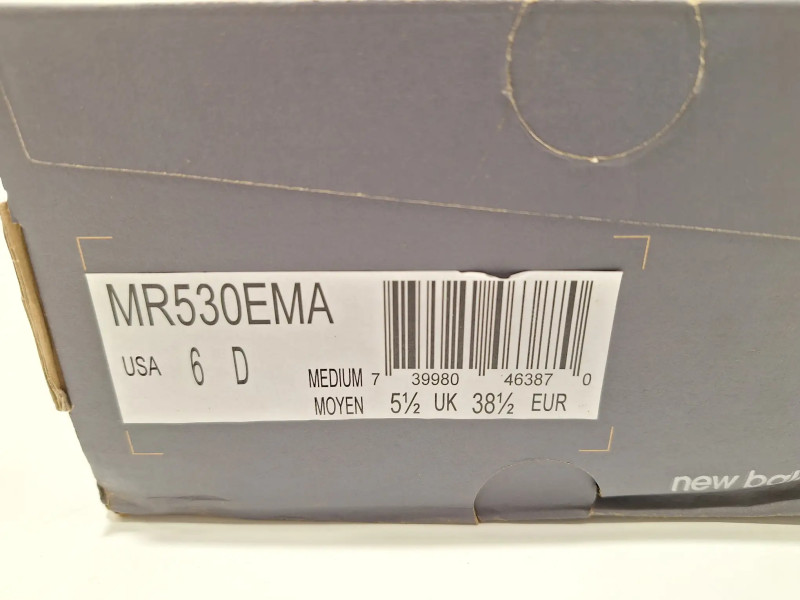 MR530EMA
USA 6 D
MEDIUM 7 39980 46387 0
MOYEN 5½ UK 38½ EUR
new bal